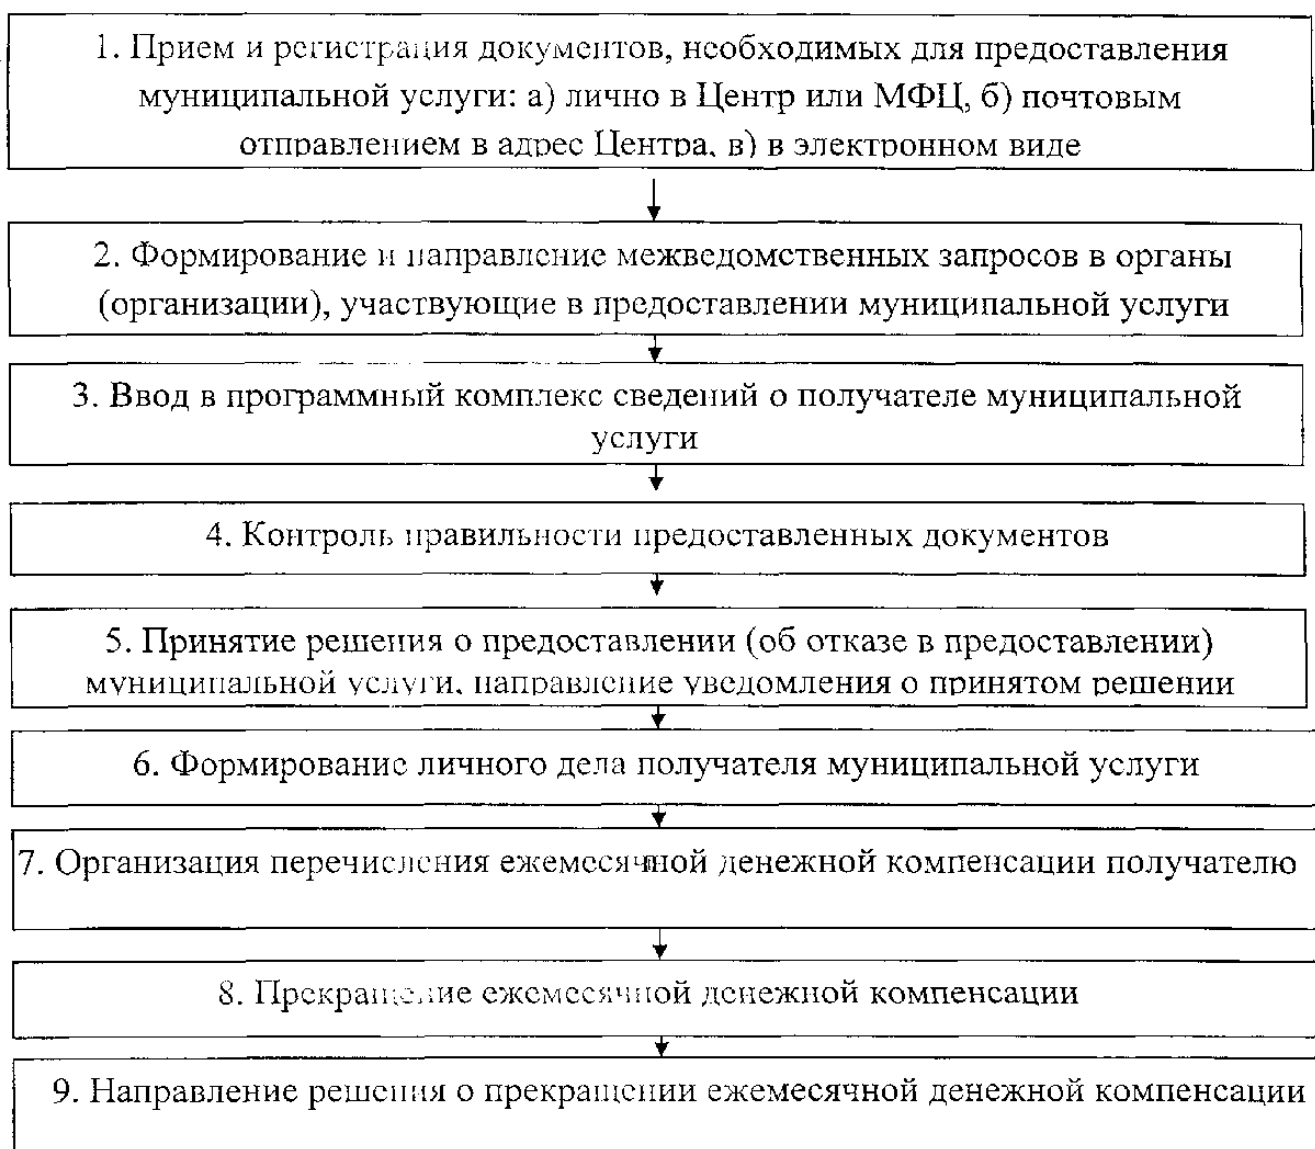 1. Прием и регистрация документов, необходимых для предоставления
муниципальной услуги: а) лично в Центр или МФЦ, б) почтовым
отправлением в адрес Центра, в) в электронном виде
2. Формирование и направление межведомственных запросов в органы
(организации), участвующие в предоставлении муниципальной услуги
3. Ввод в программный комплекс сведений о получателе муниципальной
услуги
4. Контроль правильности предоставленных документов
5. Принятие решения о предоставлении (об отказе в предоставлении)
муниципальной услуги, направление уведомления о принятом решении
6. Формирование личного дела получателя муниципальной услуги
7. Организация перечисления ежемесячной денежной компенсации получателю
8. Прекращение ежемесячной денежной компенсации
9. Направление решения о прекращении ежемесячной денежной компенсации